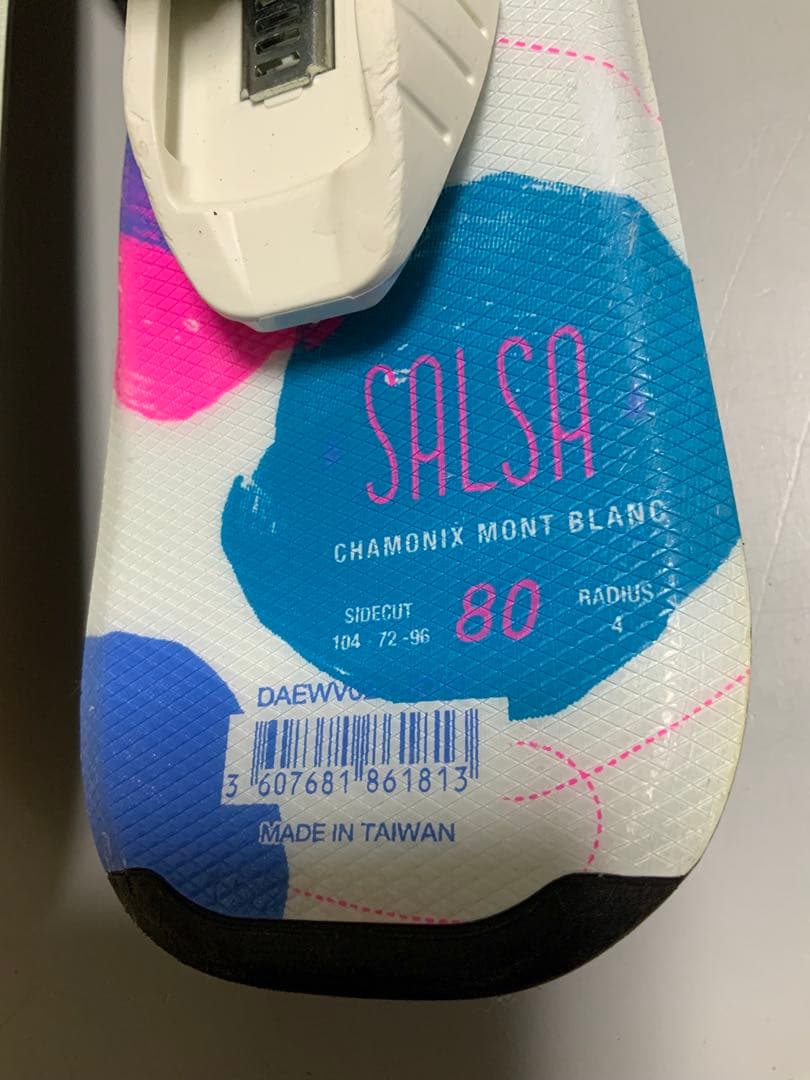 SALSA
CHAMONIX MONT BLANC
SIDECUT 80 RADIUS
104 - 72 -96 4
3 607681 861813
MADE IN TAIWAN